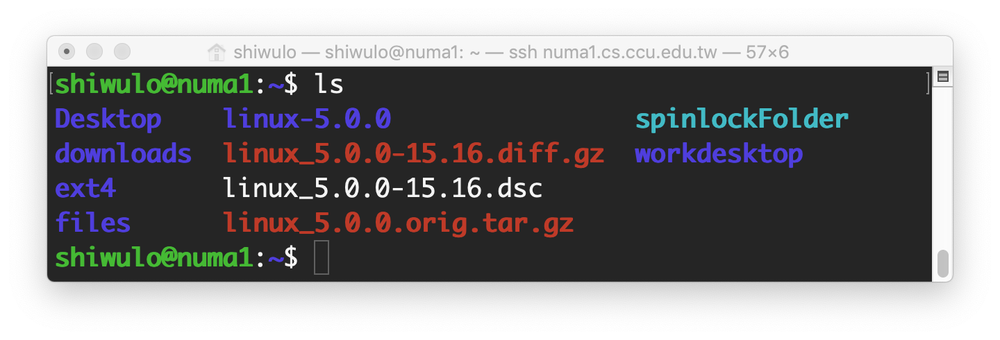 shiwulo — shiwulo@numa1: ~ — ssh numa1.cs.ccu.edu.tw — 57×6
shiwulo@numa1:~$ ls
Desktop    linux-5.0.0                spinlockFolder
downloads  linux_5.0.0-15.16.diff.gz  workdesktop
ext4       linux_5.0.0-15.16.dsc
files      linux_5.0.0.orig.tar.gz
shiwulo@numa1:~$